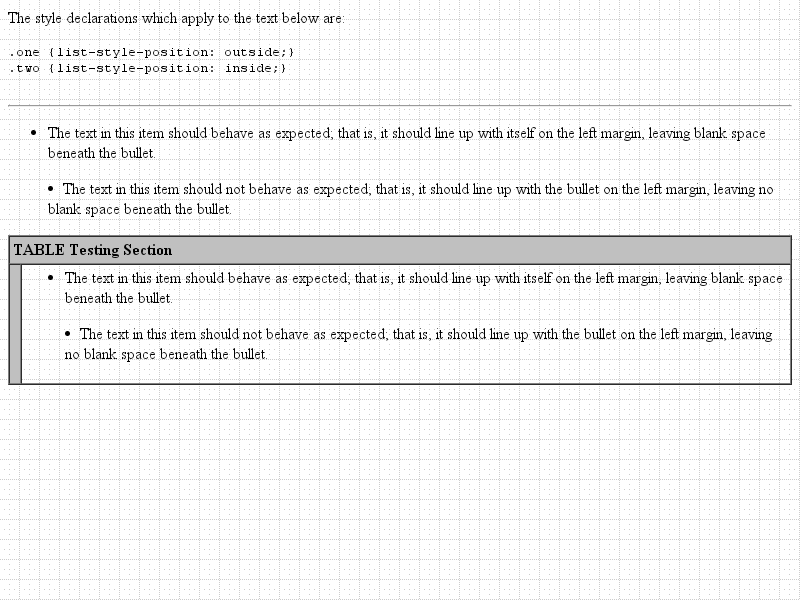 The style declarations which apply to the text below are:
.one {list-style-position: outside;}
.two {list-style-position: inside;}
• The text in this item should behave as expected; that is, it should line up with itself on the left margin, leaving blank space
beneath the bullet.
• The text in this item should not behave as expected; that is, it should line up with the bullet on the left margin, leaving no
blank space beneath the bullet.
TABLE Testing Section
• The text in this item should behave as expected; that is, it should line up with itself on the left margin, leaving blank space
beneath the bullet.
• The text in this item should not behave as expected; that is, it should line up with the bullet on the left margin, leaving
no blank space beneath the bullet.